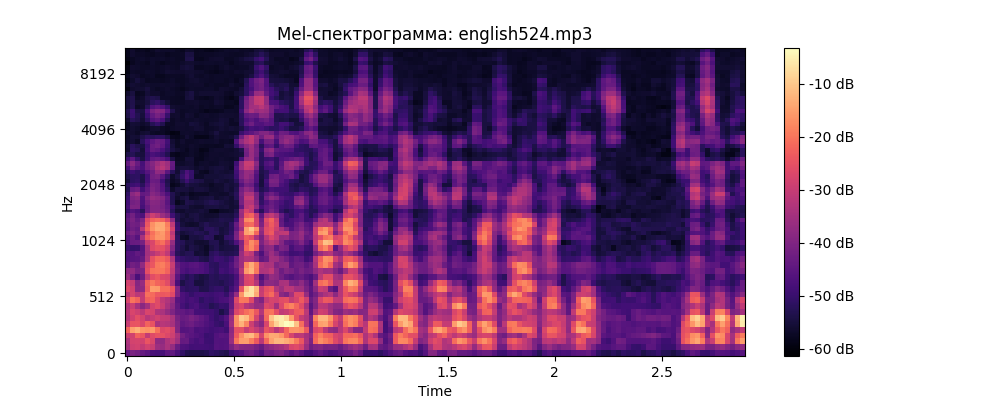 Mel-спектрограмма: english524.mp3
8192
4096
2048
1024
512
0
Hz
0 0.5 1 1.5 2 2.5
Time
-10 dB
-20 dB
-30 dB
-40 dB
-50 dB
-60 dB